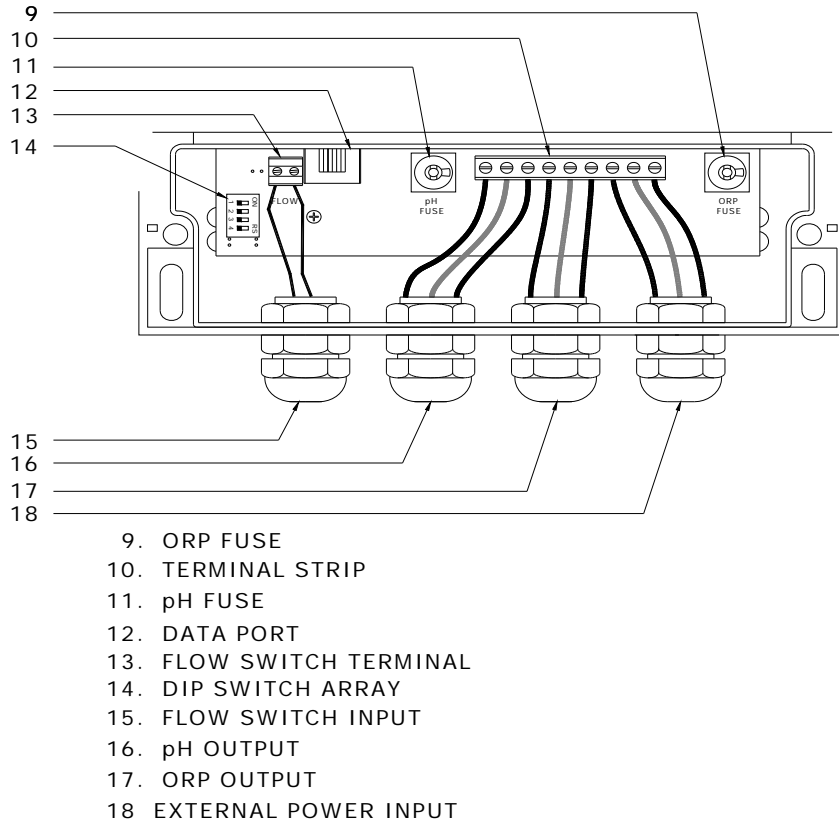 9
10
11
12
13
14
FLOW
pH
FUSE
ORP
FUSE
ON
1 2 3 4
RS
15
16
17
18
9. ORP FUSE
10. TERMINAL STRIP
11. pH FUSE
12. DATA PORT
13. FLOW SWITCH TERMINAL
14. DIP SWITCH ARRAY
15. FLOW SWITCH INPUT
16. pH OUTPUT
17. ORP OUTPUT
18 EXTERNAL POWER INPUT